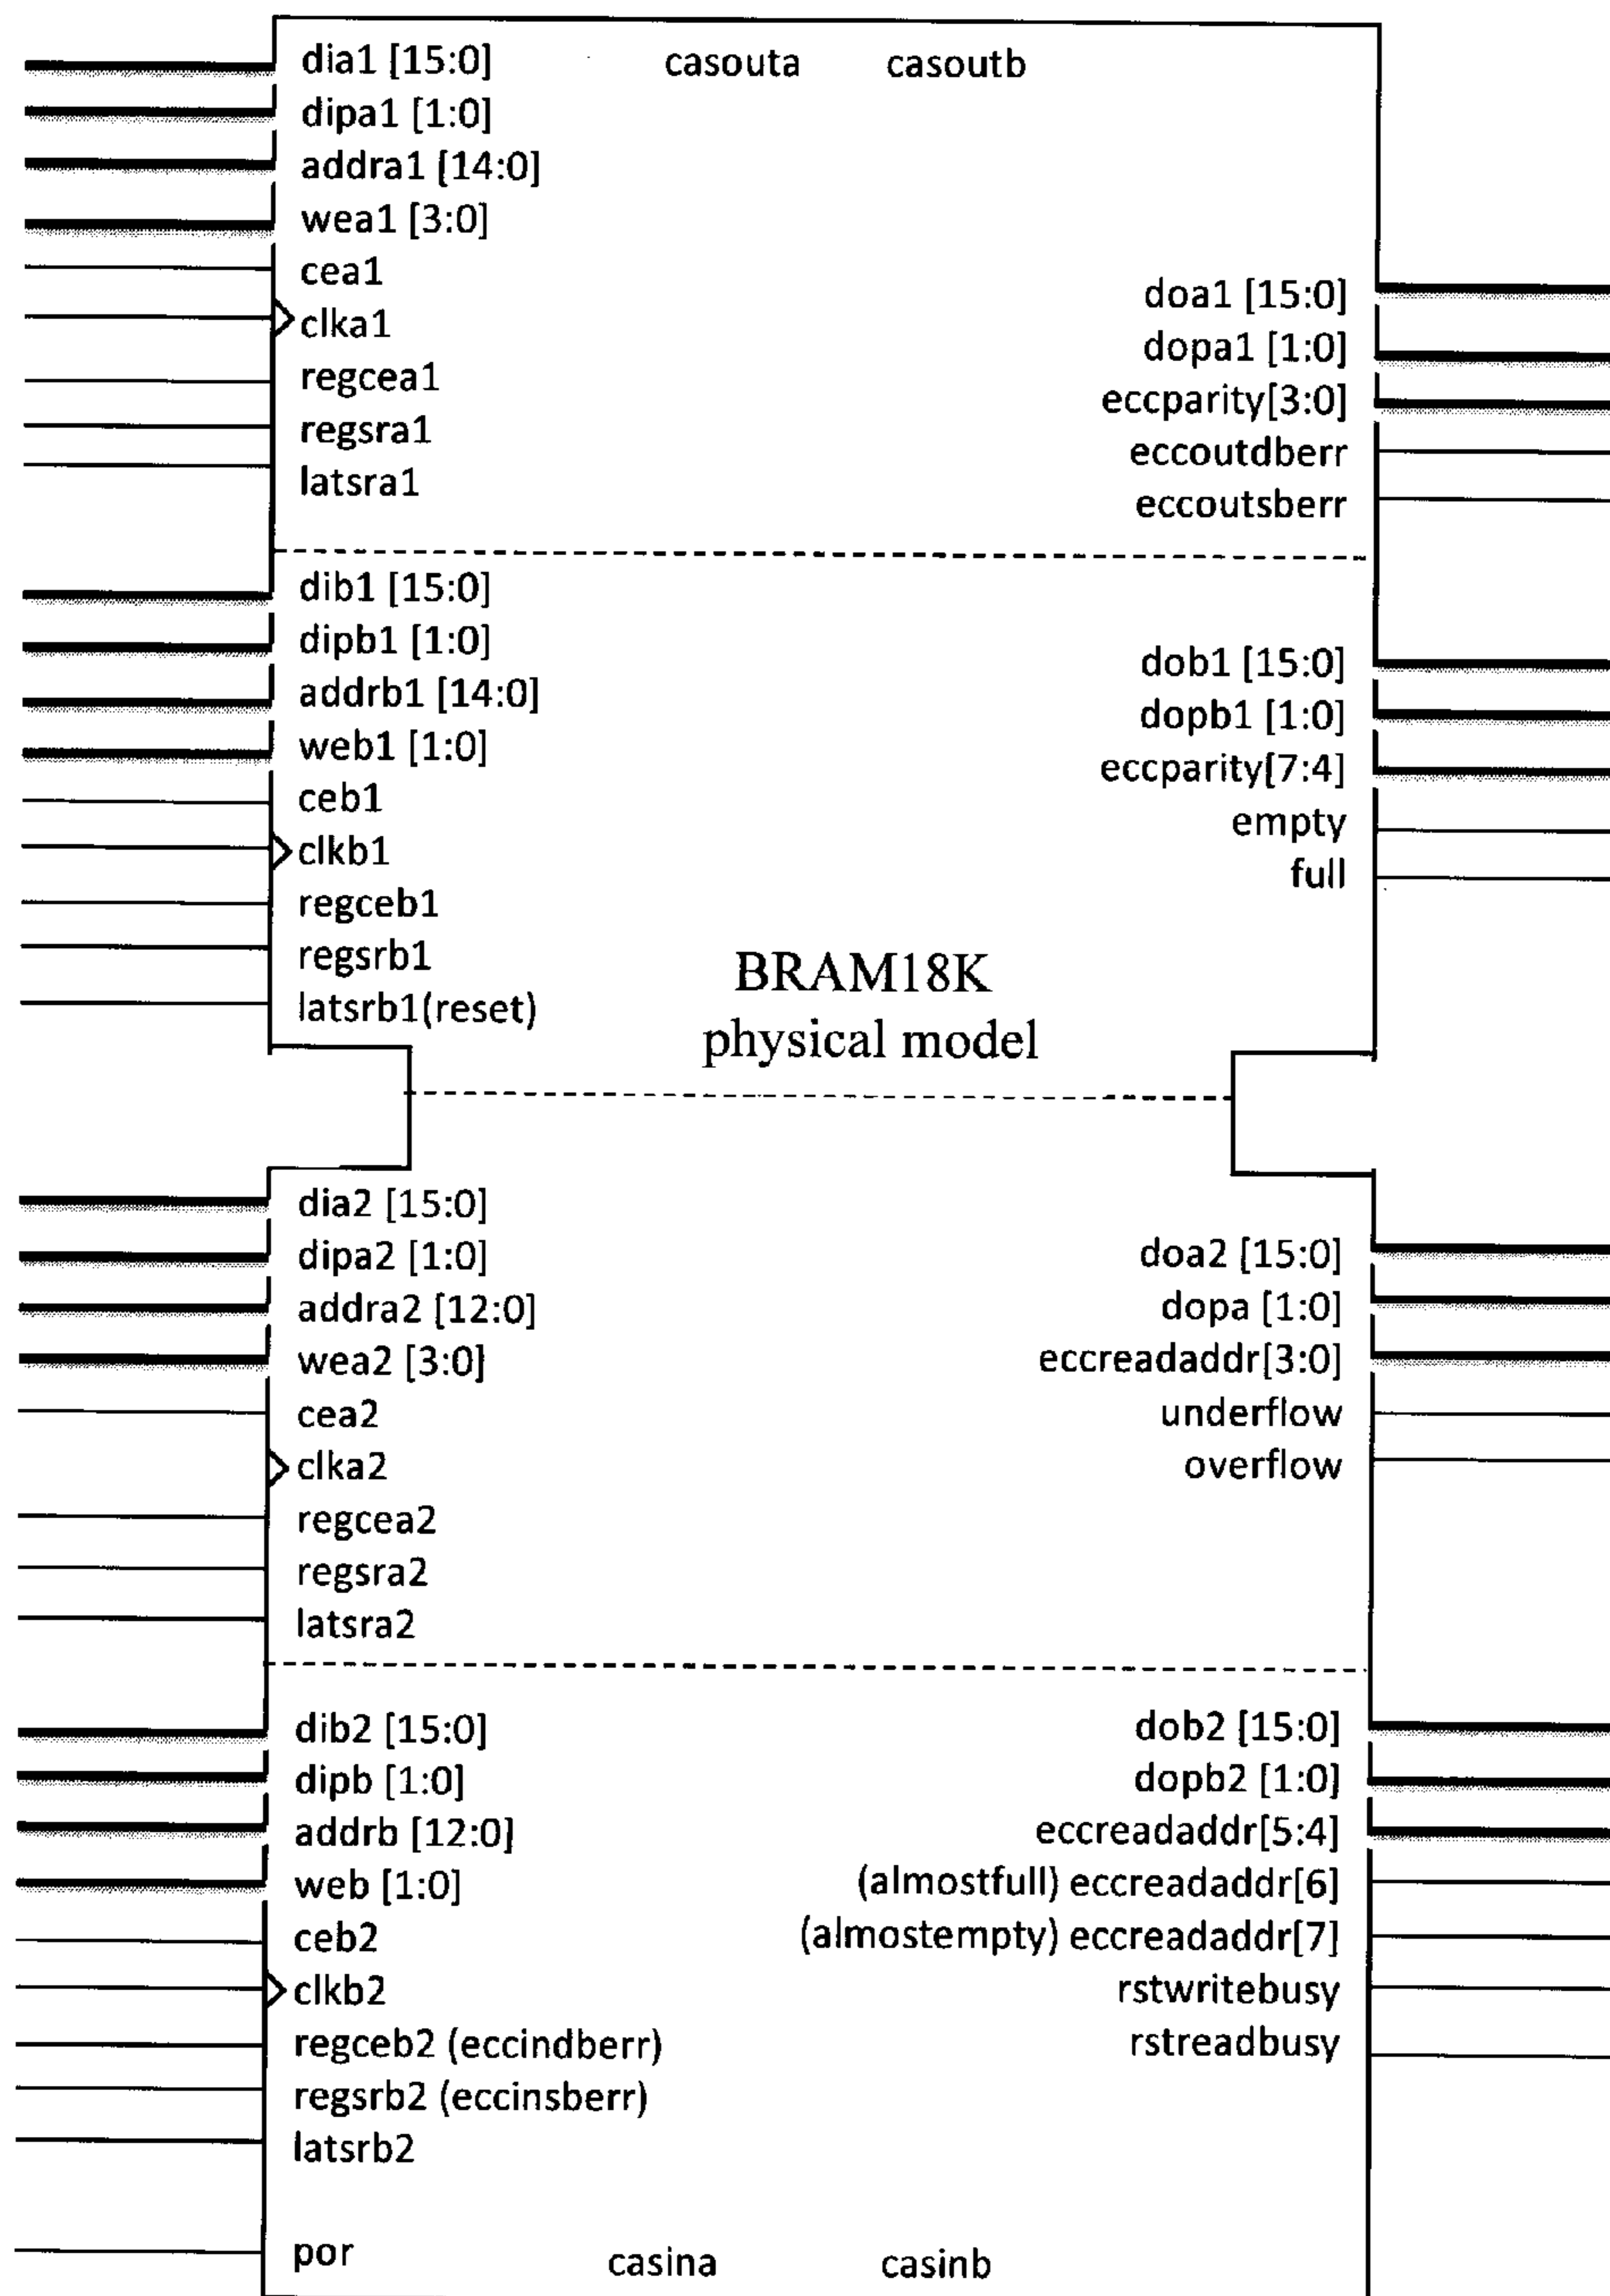 dia1 [15:0] casouta casoutb
dipa1 [1:0]
addra1 [14:0]
wea1 [3:0]
cea1
clka1
regcea1
regsra1
latsra1
doa1 [15:0]
dopa1 [1:0]
eccparity[3:0]
eccoutdberr
eccoutsberr
dib1 [15:0]
dipb1 [1:0]
addrb1 [14:0]
web1 [1:0]
ceb1
clkb1
regceb1
regsrb1
latsrb1(reset)
dob1 [15:0]
dopb1 [1:0]
eccparity[7:4]
empty
full
BRAM18K
physical model
dia2 [15:0]
dipa2 [1:0]
addra2 [12:0]
wea2 [3:0]
cea2
clka2
regcea2
regsra2
latsra2
doa2 [15:0]
dopa [1:0]
eccreadaddr[3:0]
underflow
overflow
dib2 [15:0]
dipb [1:0]
addrb [12:0]
web [1:0]
ceb2
clkb2
regceb2 (eccindberr)
regsrb2 (eccinsberr)
latsrb2
dob2 [15:0]
dopb2 [1:0]
eccreadaddr[5:4]
(almostfull) eccreadaddr[6]
(almostempty) eccreadaddr[7]
rstwritebusy
rstreadbusy
por casina casinb